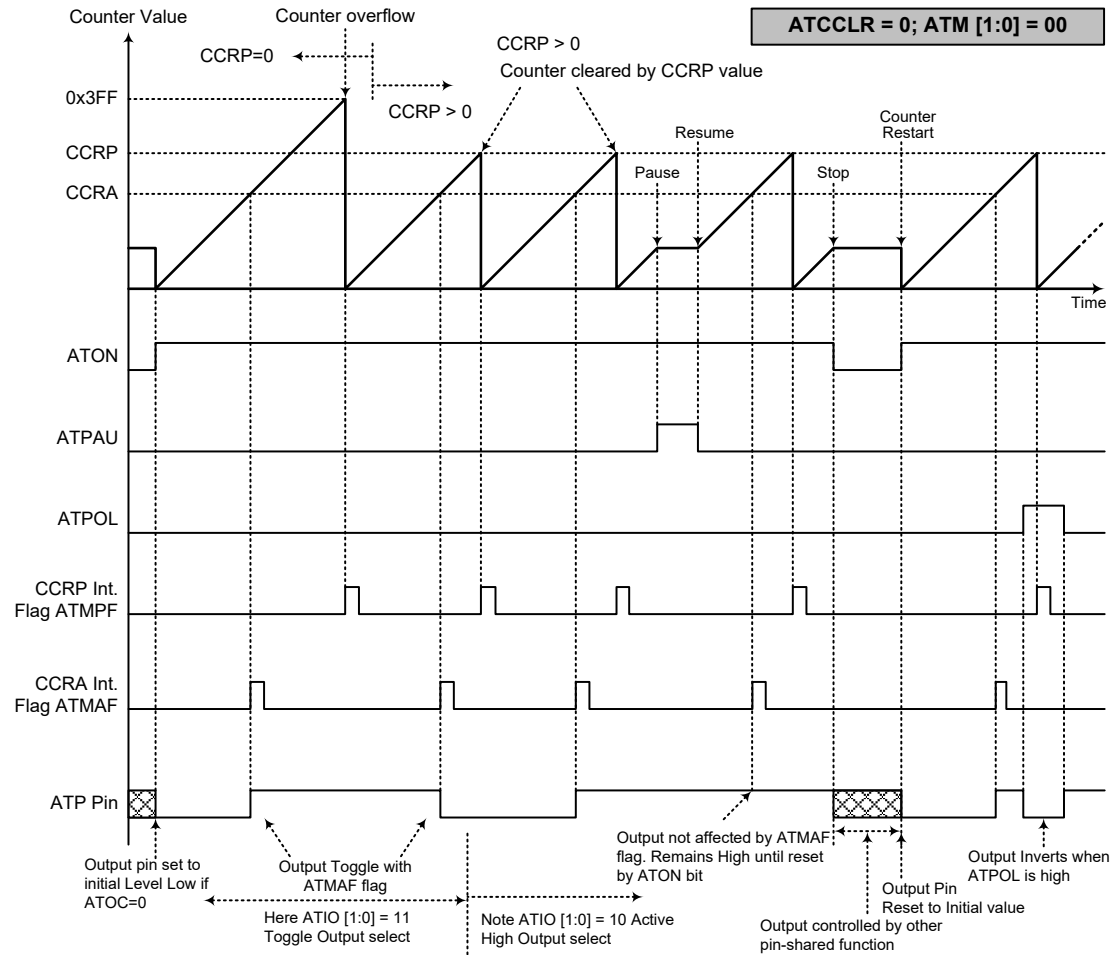 Counter Value
Counter overflow
ATCCLR = 0; ATM [1:0] = 00
CCRP=0
CCRP > 0
CCRP > 0
Counter cleared by CCRP value
0x3FF
CCRP
CCRA
Pause
Resume
Stop
Counter
Restart
Time
ATON
ATPAU
ATPOL
CCRP Int.
Flag ATMPF
CCRA Int.
Flag ATMAF
ATP Pin
Output pin set to
initial Level Low if
ATOC=0
Output Toggle with
ATMAF flag
Here ATIO [1:0] = 11
Toggle Output select
Note ATIO [1:0] = 10 Active
High Output select
Output not affected by ATMAF
flag. Remains High until reset
by ATON bit
Output controlled by other
pin-shared function
Output Pin
Reset to Initial value
Output Inverts when
ATPOL is high